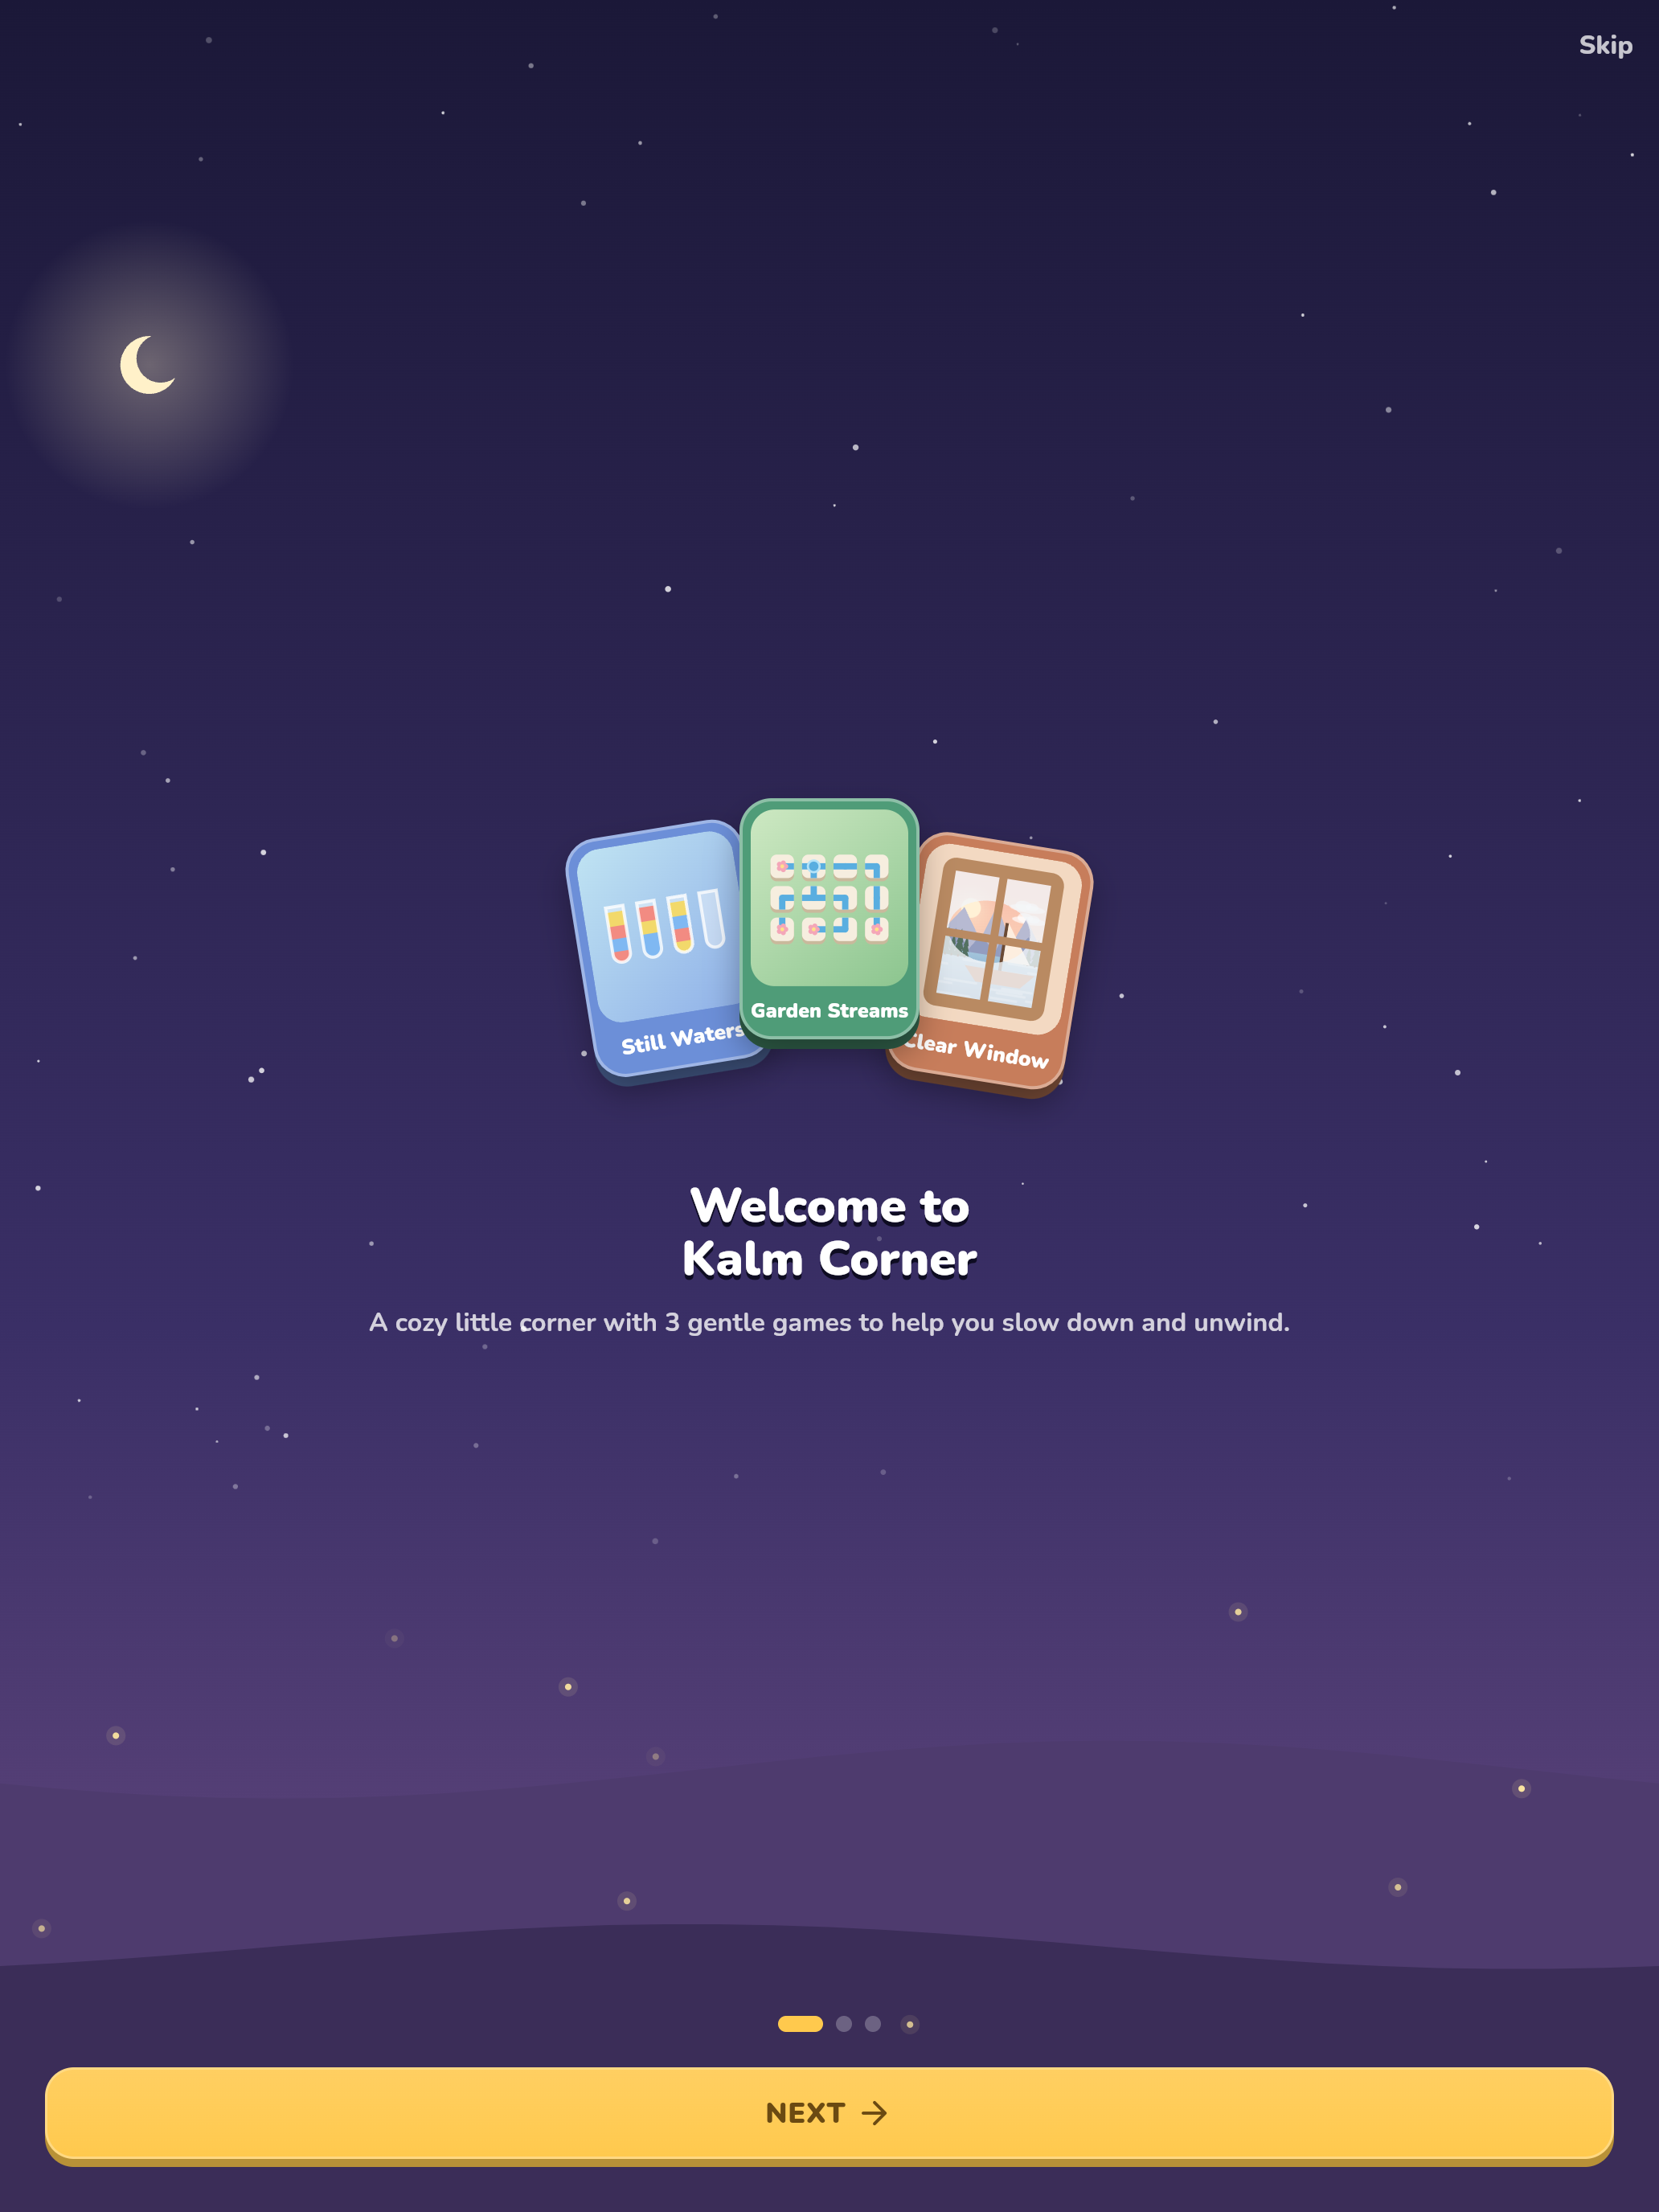 Skip
Still Waters
Garden Streams
Clear Window
Welcome to
Kalm Corner
A cozy little corner with 3 gentle games to help you slow down and unwind.
NEXT